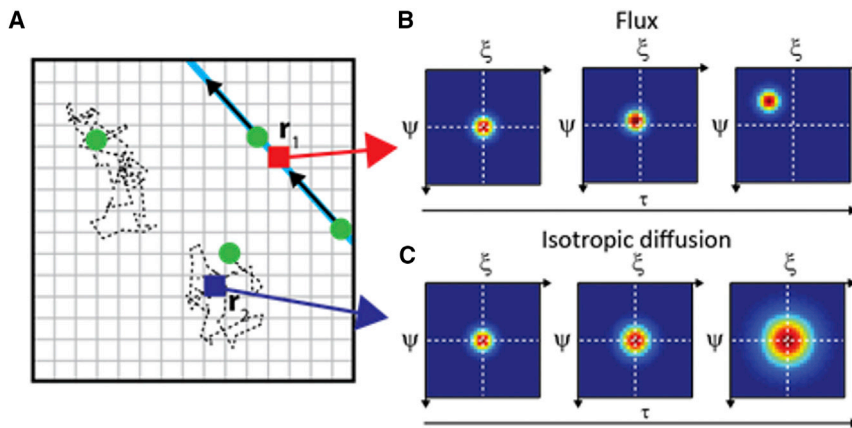 A
r1
r2
B
Flux
ξ ξ ξ
ψ ψ ψ
τ
C
Isotropic diffusion
ξ ξ ξ
ψ ψ ψ
τ